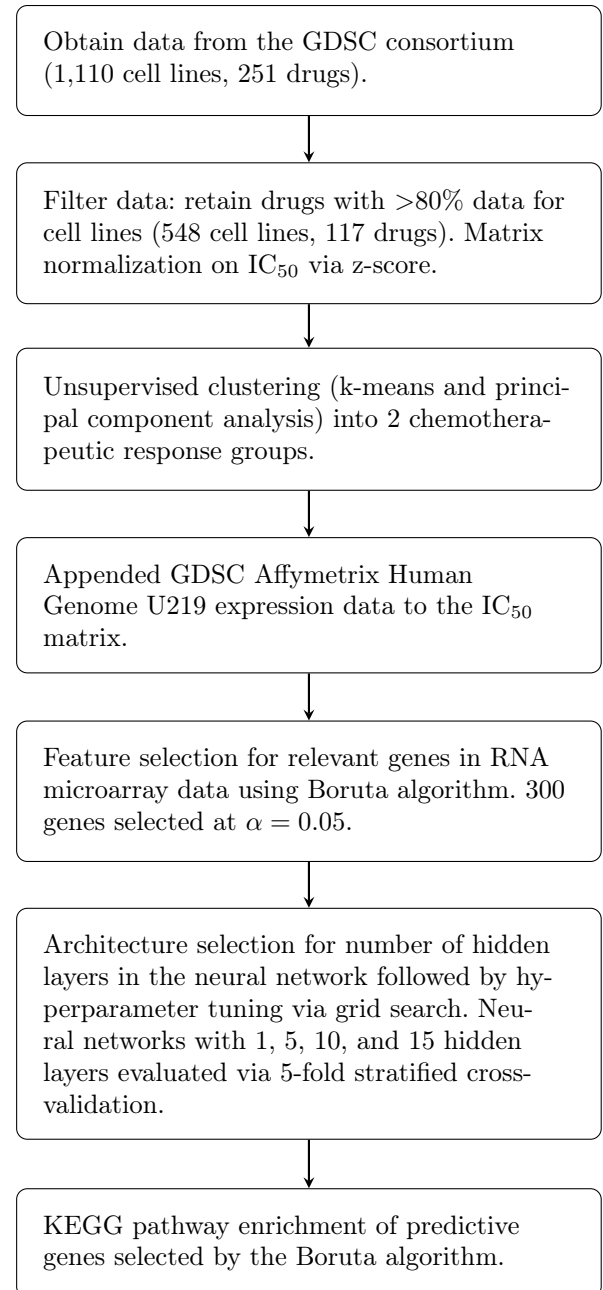 Obtain data from the GDSC consortium
(1,110 cell lines, 251 drugs).
Filter data: retain drugs with >80% data for
cell lines (548 cell lines, 117 drugs). Matrix
normalization on IC₅₀ via z-score.
Unsupervised clustering (k-means and princi-
pal component analysis) into 2 chemothera-
peutic response groups.
Appended GDSC Affymetrix Human
Genome U219 expression data to the IC₅₀
matrix.
Feature selection for relevant genes in RNA
microarray data using Boruta algorithm. 300
genes selected at α = 0.05.
Architecture selection for number of hidden
layers in the neural network followed by hy-
perparameter tuning via grid search. Neu-
ral networks with 1, 5, 10, and 15 hidden
layers evaluated via 5-fold stratified cross-
validation.
KEGG pathway enrichment of predictive
genes selected by the Boruta algorithm.